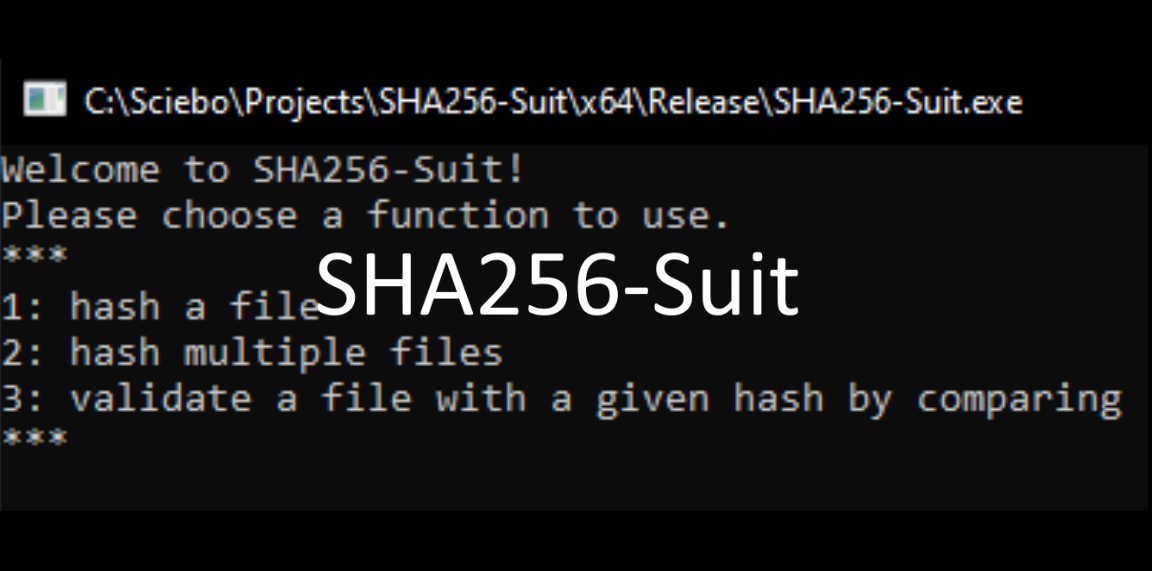 C:\Sciebo\Projects\SHA256-Suit\x64\Release\SHA256-Suit.exe
Welcome to SHA256-Suit!
Please choose a function to use.
***
SHA256-Suit
1: hash a file
2: hash multiple files
3: validate a file with a given hash by comparing
***